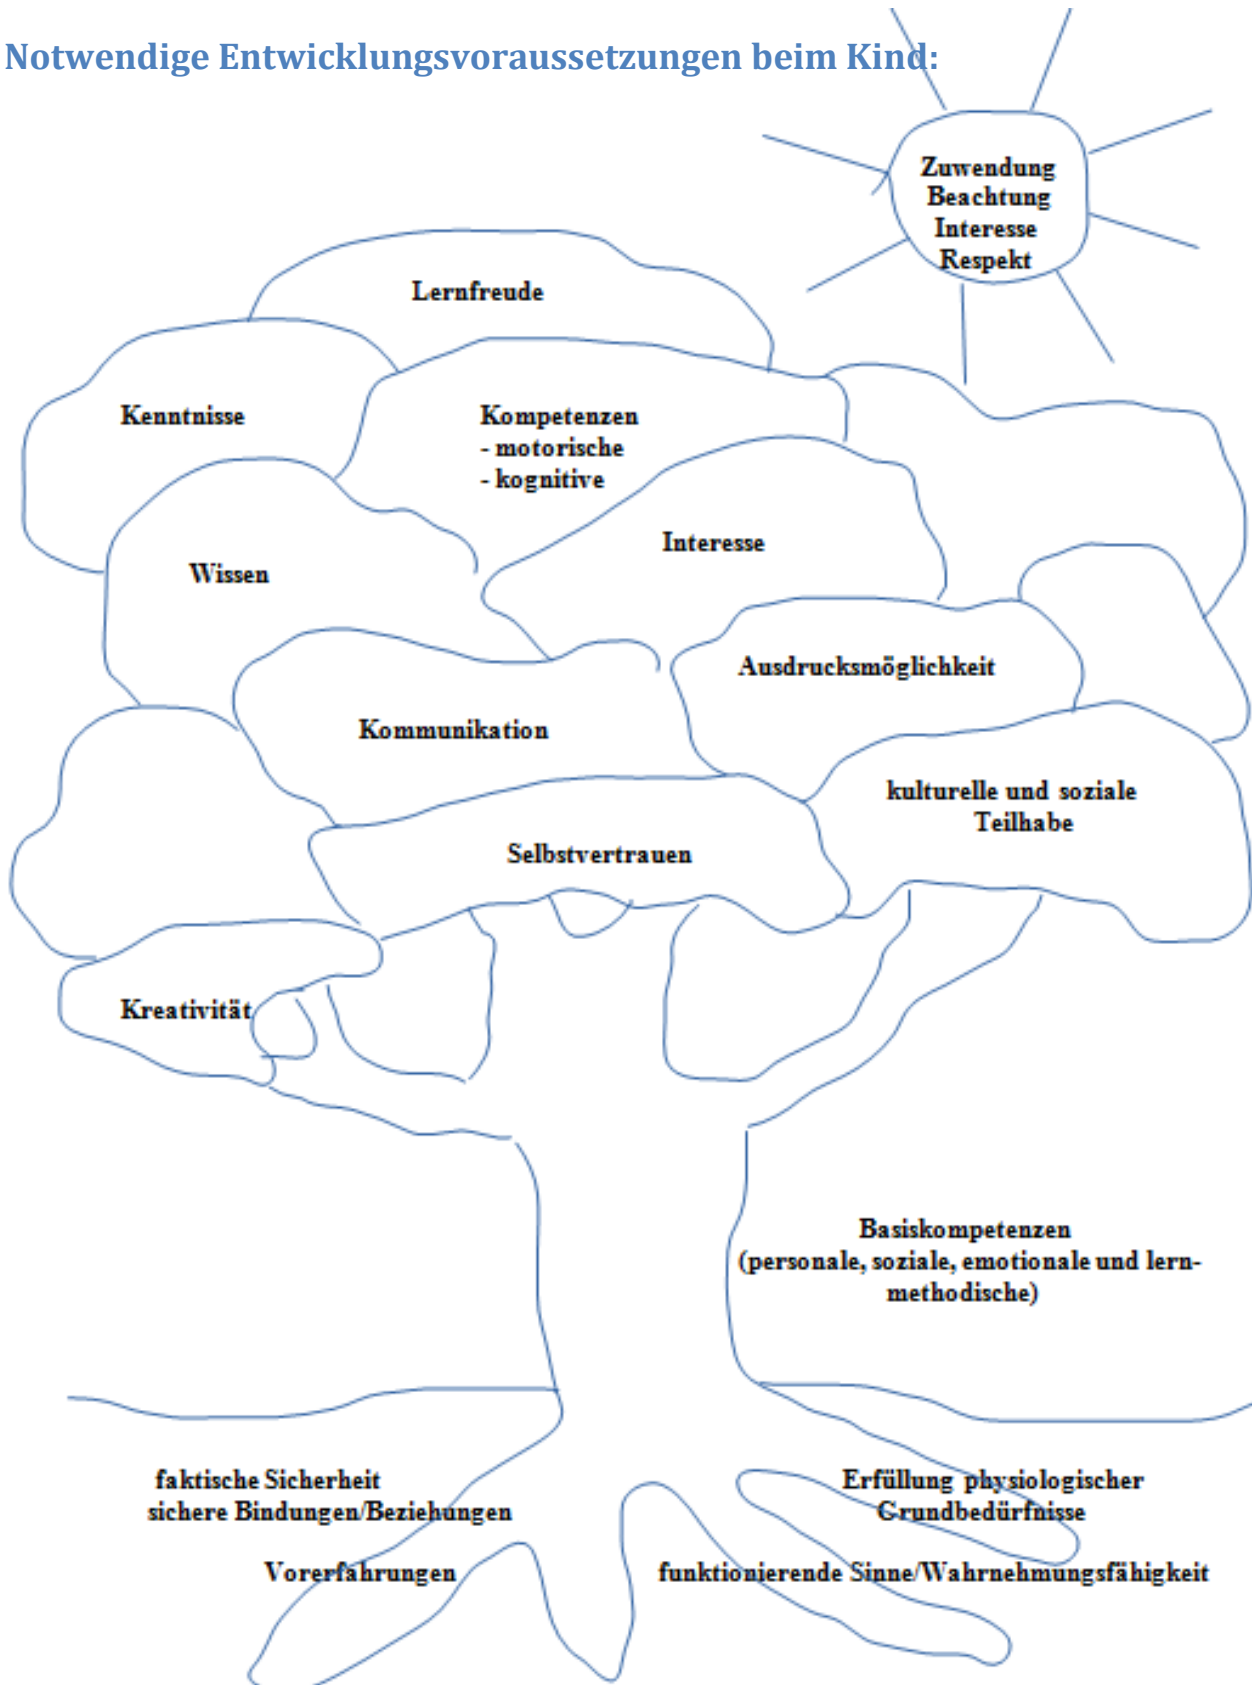 Notwendige Entwicklungsvoraussetzungen beim Kind:
Zuwendung
Beachtung
Interesse
Respekt
Lernfreude
Kenntnisse
Kompetenzen
- motorische
- kognitive
Interesse
Wissen
Ausdrucksmöglichkeit
Kommunikation
kulturelle und soziale
Teilhabe
Selbstvertrauen
Kreativität
Basiskompetenzen
(personale, soziale, emotionale und lern-
methodische)
faktische Sicherheit
sichere Bindungen/Beziehungen
Erfüllung physiologischer
Grundbedürfnisse
Vorerfahrungen
funktionierende Sinne/Wahrnehmungsfähigkeit